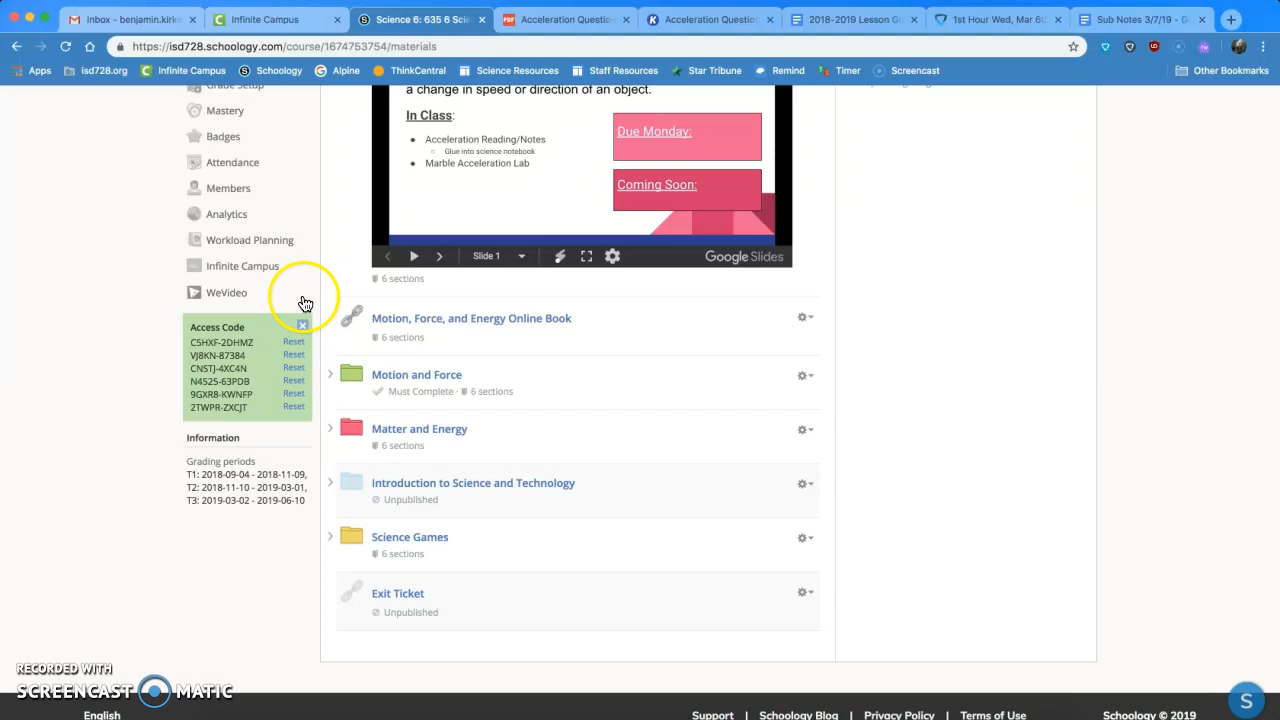 Inbox - benjamin.kirkw
Infinite Campus
Science 6: 635 6 Scie
Acceleration Questio
Acceleration Questio
2018-2019 Lesson G
1st Hour Wed, Mar 6
Sub Notes 3/7/19 - G
https://isd728.schoology.com/course/1674753754/materials
Apps
isd728.org
Infinite Campus
Schoology
Alpine
ThinkCentral
Science Resources
Staff Resources
Star Tribune
Remind
Timer
Screencast
Other Bookmarks
Grade Setup
Mastery
Badges
Attendance
Members
Analytics
Workload Planning
Infinite Campus
WeVideo
Access Code
C5HXF-2DHMZ Reset
VJ8KN-87384 Reset
CNSTJ-4XC4N Reset
N4525-63PDB Reset
9GXR8-KWNFP Reset
2TWPR-ZXCJT Reset
Information
Grading periods
T1: 2018-09-04 - 2018-11-09,
T2: 2018-11-10 - 2019-03-01,
T3: 2019-03-02 - 2019-06-10
a change in speed or direction of an object.
In Class:
Acceleration Reading/Notes
Glue into science notebook
Marble Acceleration Lab
Due Monday:
Coming Soon:
Slide 1
Google Slides
6 sections
Motion, Force, and Energy Online Book
6 sections
Motion and Force
Must Complete · 6 sections
Matter and Energy
6 sections
Introduction to Science and Technology
Unpublished
Science Games
6 sections
Exit Ticket
Unpublished
RECORDED WITH
SCREENCAST MATIC
English
Support
Schoology Blog
Privacy Policy
Terms of Use
Schoology © 2019
S